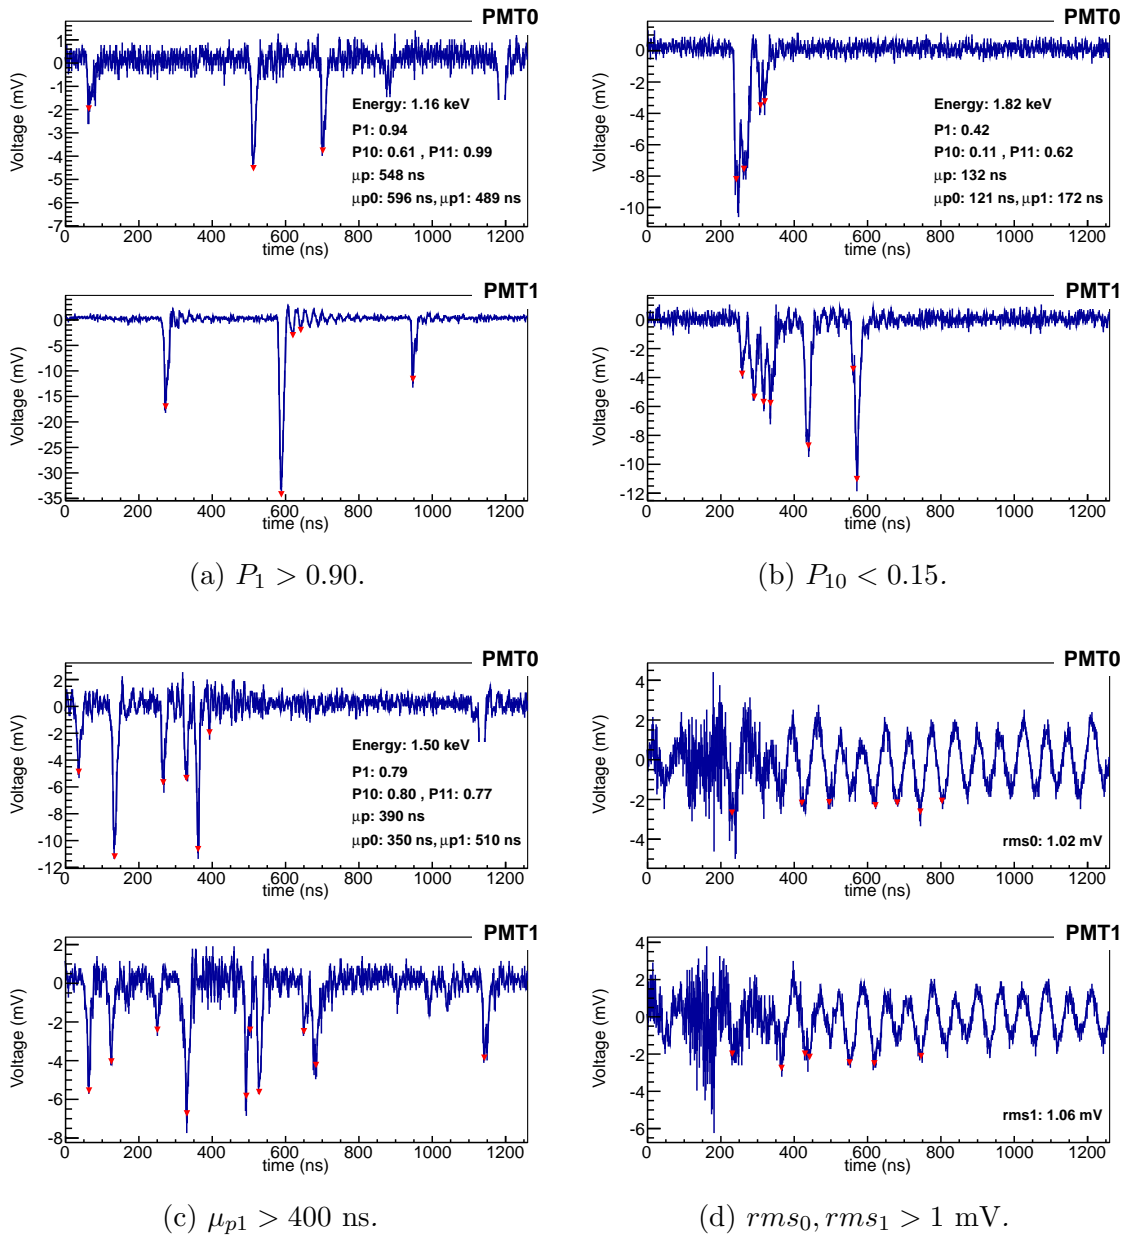 PMT0
Voltage (mV)
1
0
-1
-2
-3
-4
-5
-6
-7
Energy: 1.16 keV
P1: 0.94
P10: 0.61 , P11: 0.99
μp: 548 ns
μp0: 596 ns, μp1: 489 ns
0 200 400 600 800 1000 1200
time (ns)
PMT1
Voltage (mV)
0
-5
-10
-15
-20
-25
-30
-35
0 200 400 600 800 1000 1200
time (ns)
(a) P1 > 0.90.
PMT0
Voltage (mV)
0
-2
-4
-6
-8
-10
Energy: 1.82 keV
P1: 0.42
P10: 0.11 , P11: 0.62
μp: 132 ns
μp0: 121 ns, μp1: 172 ns
0 200 400 600 800 1000 1200
time (ns)
PMT1
Voltage (mV)
0
-2
-4
-6
-8
-10
-12
0 200 400 600 800 1000 1200
time (ns)
(b) P10 < 0.15.
PMT0
Voltage (mV)
2
0
-2
-4
-6
-8
-10
-12
Energy: 1.50 keV
P1: 0.79
P10: 0.80 , P11: 0.77
μp: 390 ns
μp0: 350 ns, μp1: 510 ns
0 200 400 600 800 1000 1200
time (ns)
PMT1
Voltage (mV)
2
0
-2
-4
-6
-8
0 200 400 600 800 1000 1200
time (ns)
(c) μp1 > 400 ns.
PMT0
Voltage (mV)
4
2
0
-2
-4
rms0: 1.02 mV
0 200 400 600 800 1000 1200
time (ns)
PMT1
Voltage (mV)
4
2
0
-2
-4
-6
rms1: 1.06 mV
0 200 400 600 800 1000 1200
time (ns)
(d) rms0, rms1 > 1 mV.